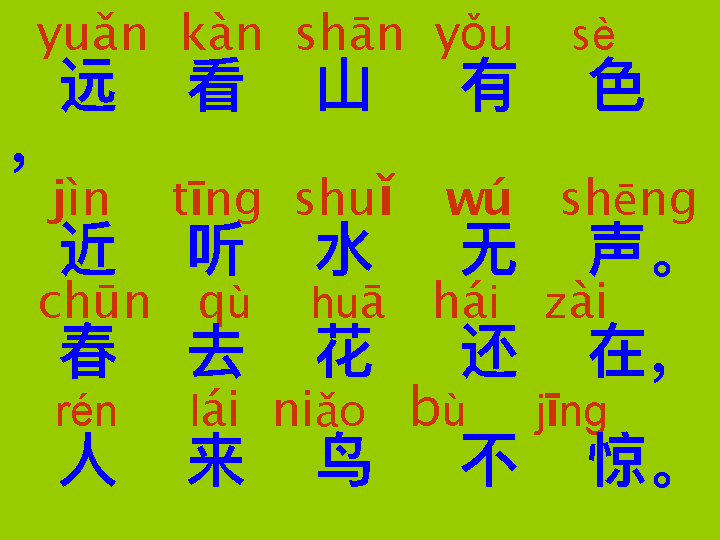 yuǎn kàn shān yǒu sè
远 看 山 有 色
，
jìn tīng shuǐ wú shēng
近 听 水 无 声。
chūn qù huā hái zài
春 去 花 还 在，
rén lái niǎo bù jīng
人 来 鸟 不 惊。